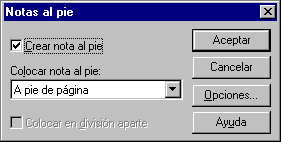 Notas al pie
Crear nota al pie
Aceptar
Colocar nota al pie:
Cancelar
A pie de página
Opciones...
Colocar en división aparte
Ayuda